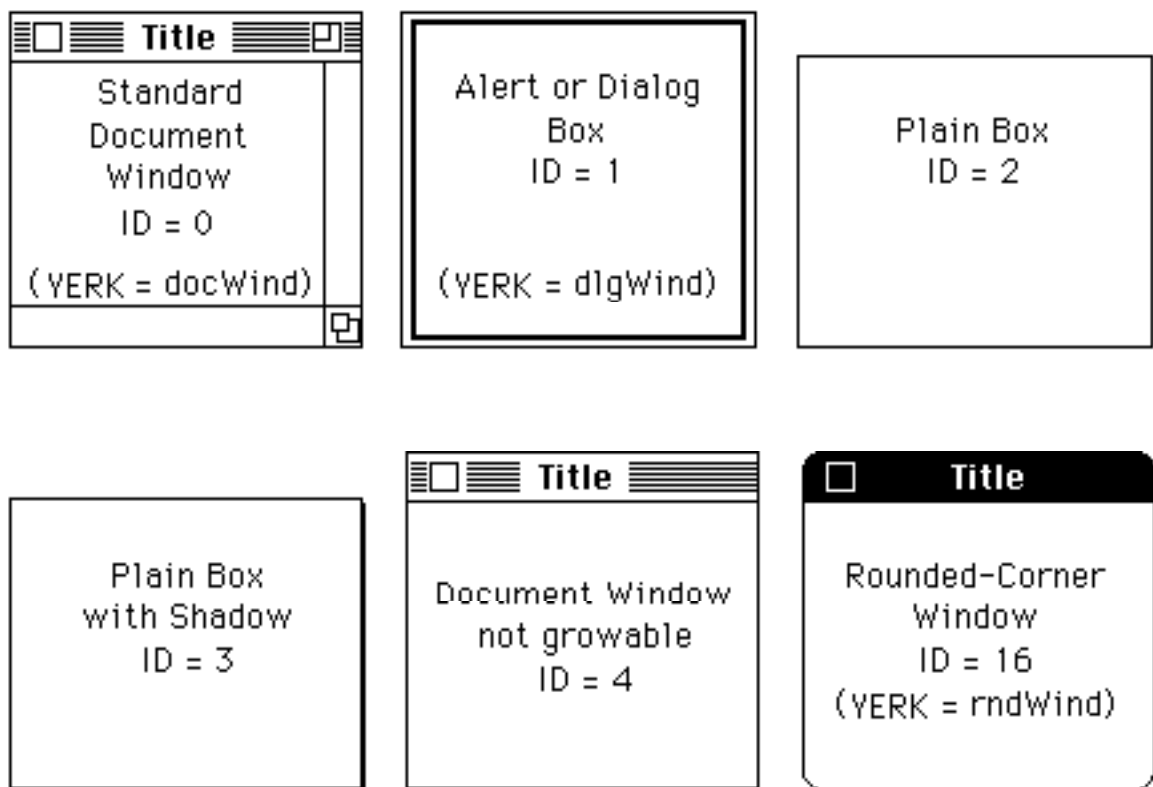 Title
Standard
Document
Window
ID = 0
(YERK = docWind)
Alert or Dialog
Box
ID = 1
(YERK = dlgWind)
Plain Box
ID = 2
Plain Box
with Shadow
ID = 3
Title
Document Window
not growable
ID = 4
Title
Rounded-Corner
Window
ID = 16
(YERK = rndWind)